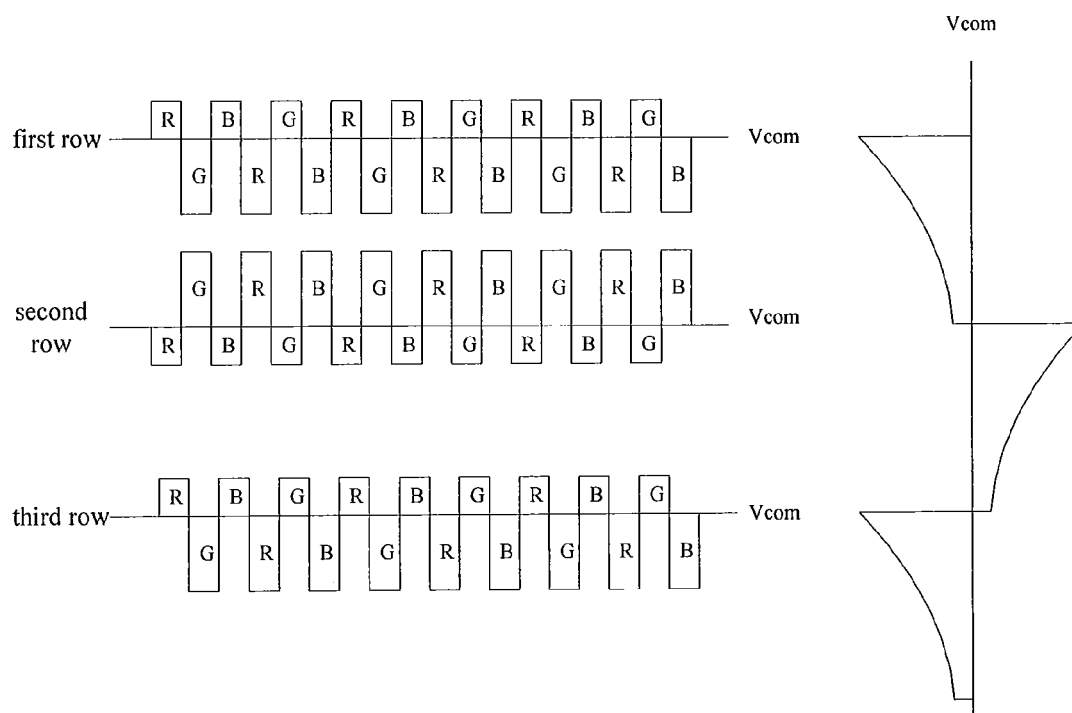 Vcom
R B G R B G R B G
first row Vcom
G R B G R B G R B
G R B G R B G R B
second
row Vcom
R B G R B G R B G
R B G R B G R B G
third row Vcom
G R B G R B G R B